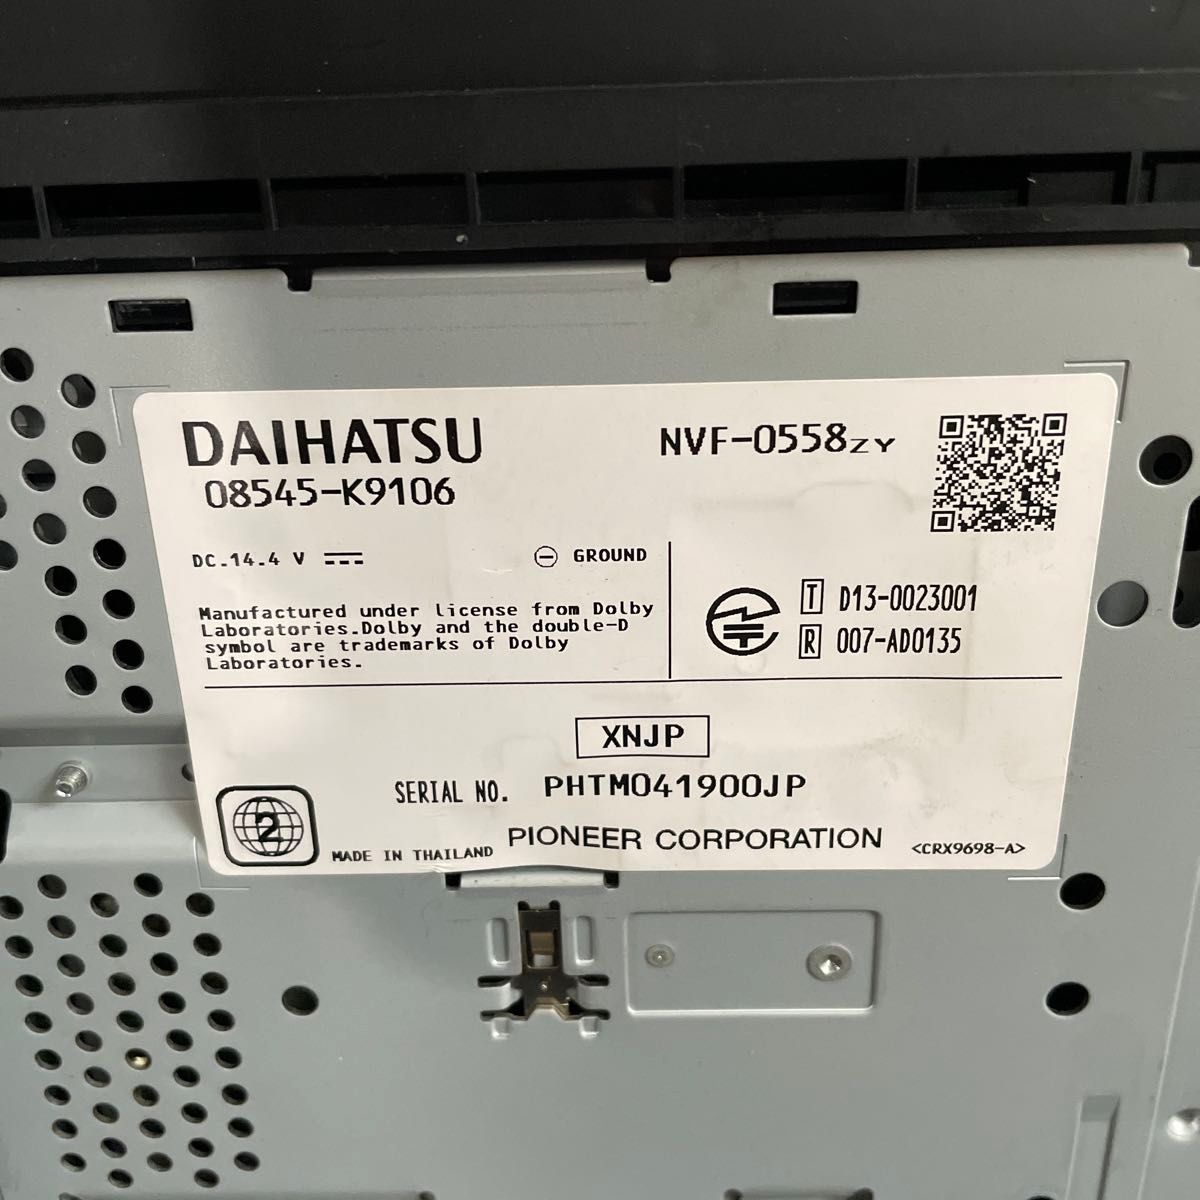 DAIHATSU
NVF-0558ZY
08545-K9106
DC.14.4 V
GROUND
Manufactured under license from Dolby
Laboratories.Dolby and the double-D
symbol are trademarks of Dolby
Laboratories.
T D13-0023001
R 007-AD0135
XNJP
SERIAL NO. PHTM041900JP
2
MADE IN THAILAND
PIONEER CORPORATION
<CRX9698-A>